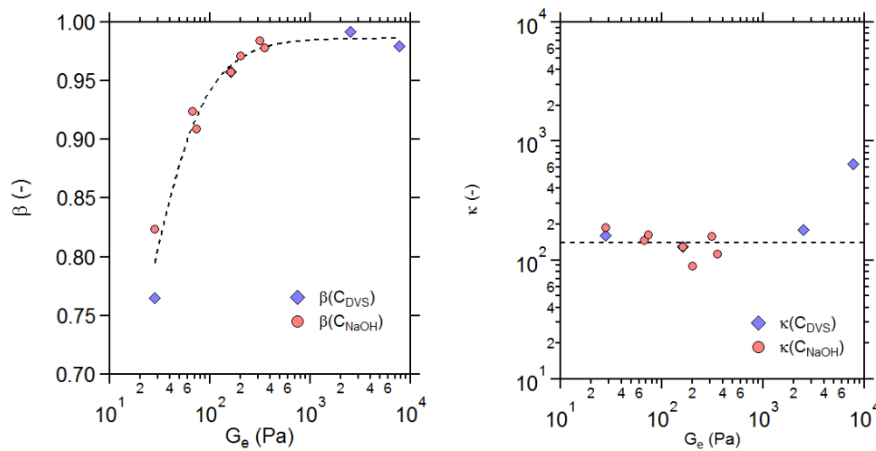 1.00
0.95
0.90
0.85
0.80
0.75
0.70
β (-)
β(C_DVS)
β(C_NaOH)
10^1 2 4 6 10^2 2 4 6 10^3 2 4 6 10^4
G_e (Pa)
10^4
6
4
2
10^3
6
4
2
10^2
6
4
2
10^1
κ (-)
κ(C_DVS)
κ(C_NaOH)
10^1 2 4 6 10^2 2 4 6 10^3 2 4 6 10^4
G_e (Pa)